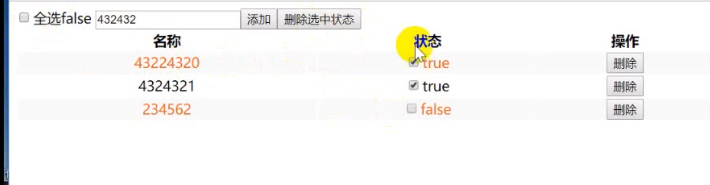 全选false 432432 添加 删除选中状态
名称 状态 操作
43224320 true 删除
4324321 true 删除
234562 false 删除